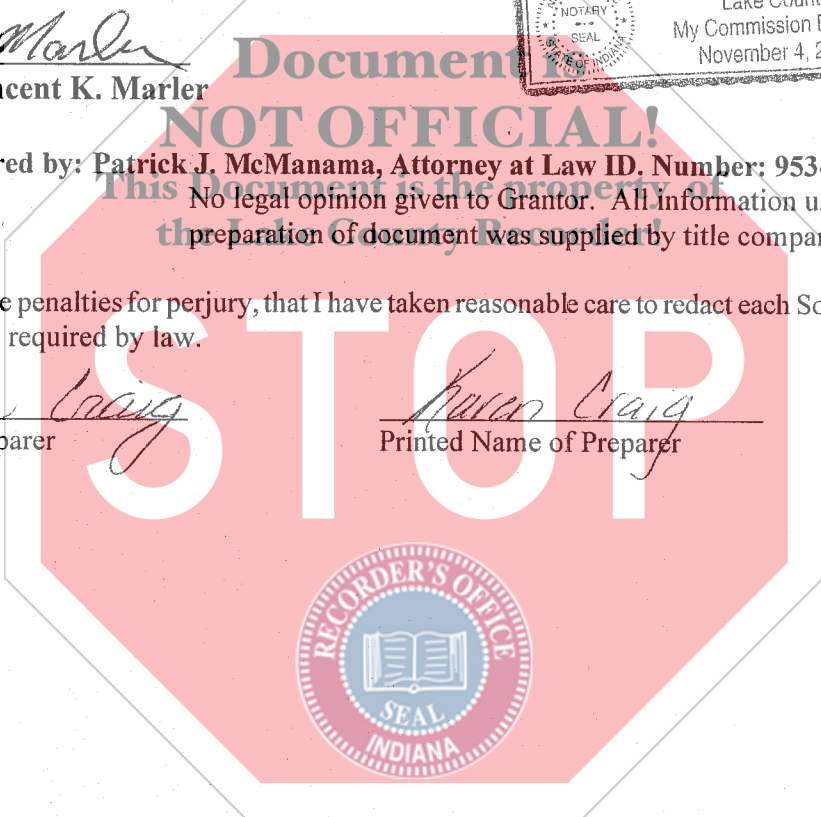 Marler
NOTARY
SEAL
STATE OF INDIANA
Lake Count
My Commission E
November 4, 2
Document is
ncent K. Marler
NOT OFFICIAL!
red by: Patrick J. McManama, Attorney at Law ID. Number: 953
This Document is the property of
No legal opinion given to Grantor. All information u
the Lake County Recorder!
preparation of document was supplied by title compa
e penalties for perjury, that I have taken reasonable care to redact each So
required by law.
STOP
Craig
Karen Craig
parer
Printed Name of Preparer
RECORDER'S OFFICE
SEAL
INDIANA